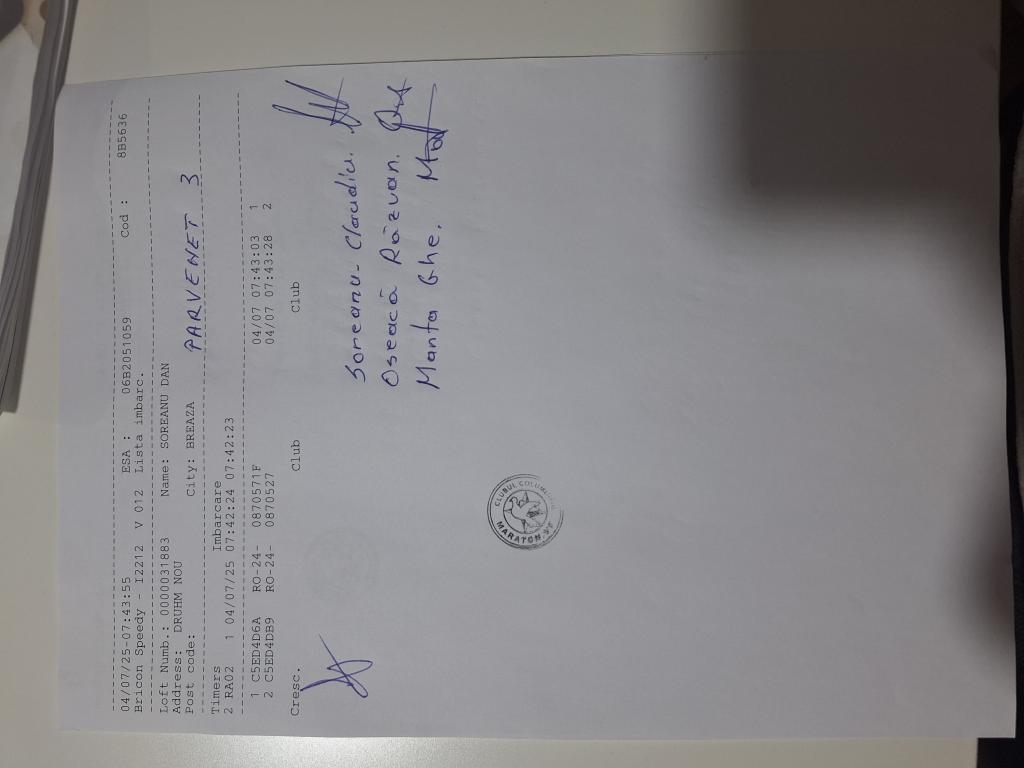 04/07/25-07:43:55 ESA : 06B2051059 Cod : 8B5636
Bricon Speedy - I2212 V 012 Lista imbarc.
Loft Numb.: 0000031883 Name: SOREANU DAN
Address: DRUHM NOU City: BREAZA
Post code:
PARVENET 3
Timers Imbarcare
2 RA02 1 04/07/25 07:42:24 07:42:23
1 C5ED4D6A RO-24- 0870571F 04/07 07:43:03 1
2 C5ED4DB9 RO-24- 0870527 04/07 07:43:28 2
Cresc. Club Club
Soreanu Claudiu.
Oseacă Răzvan.
Manta Ghe.
CLUBUL COLUMBOFIL
MARATON